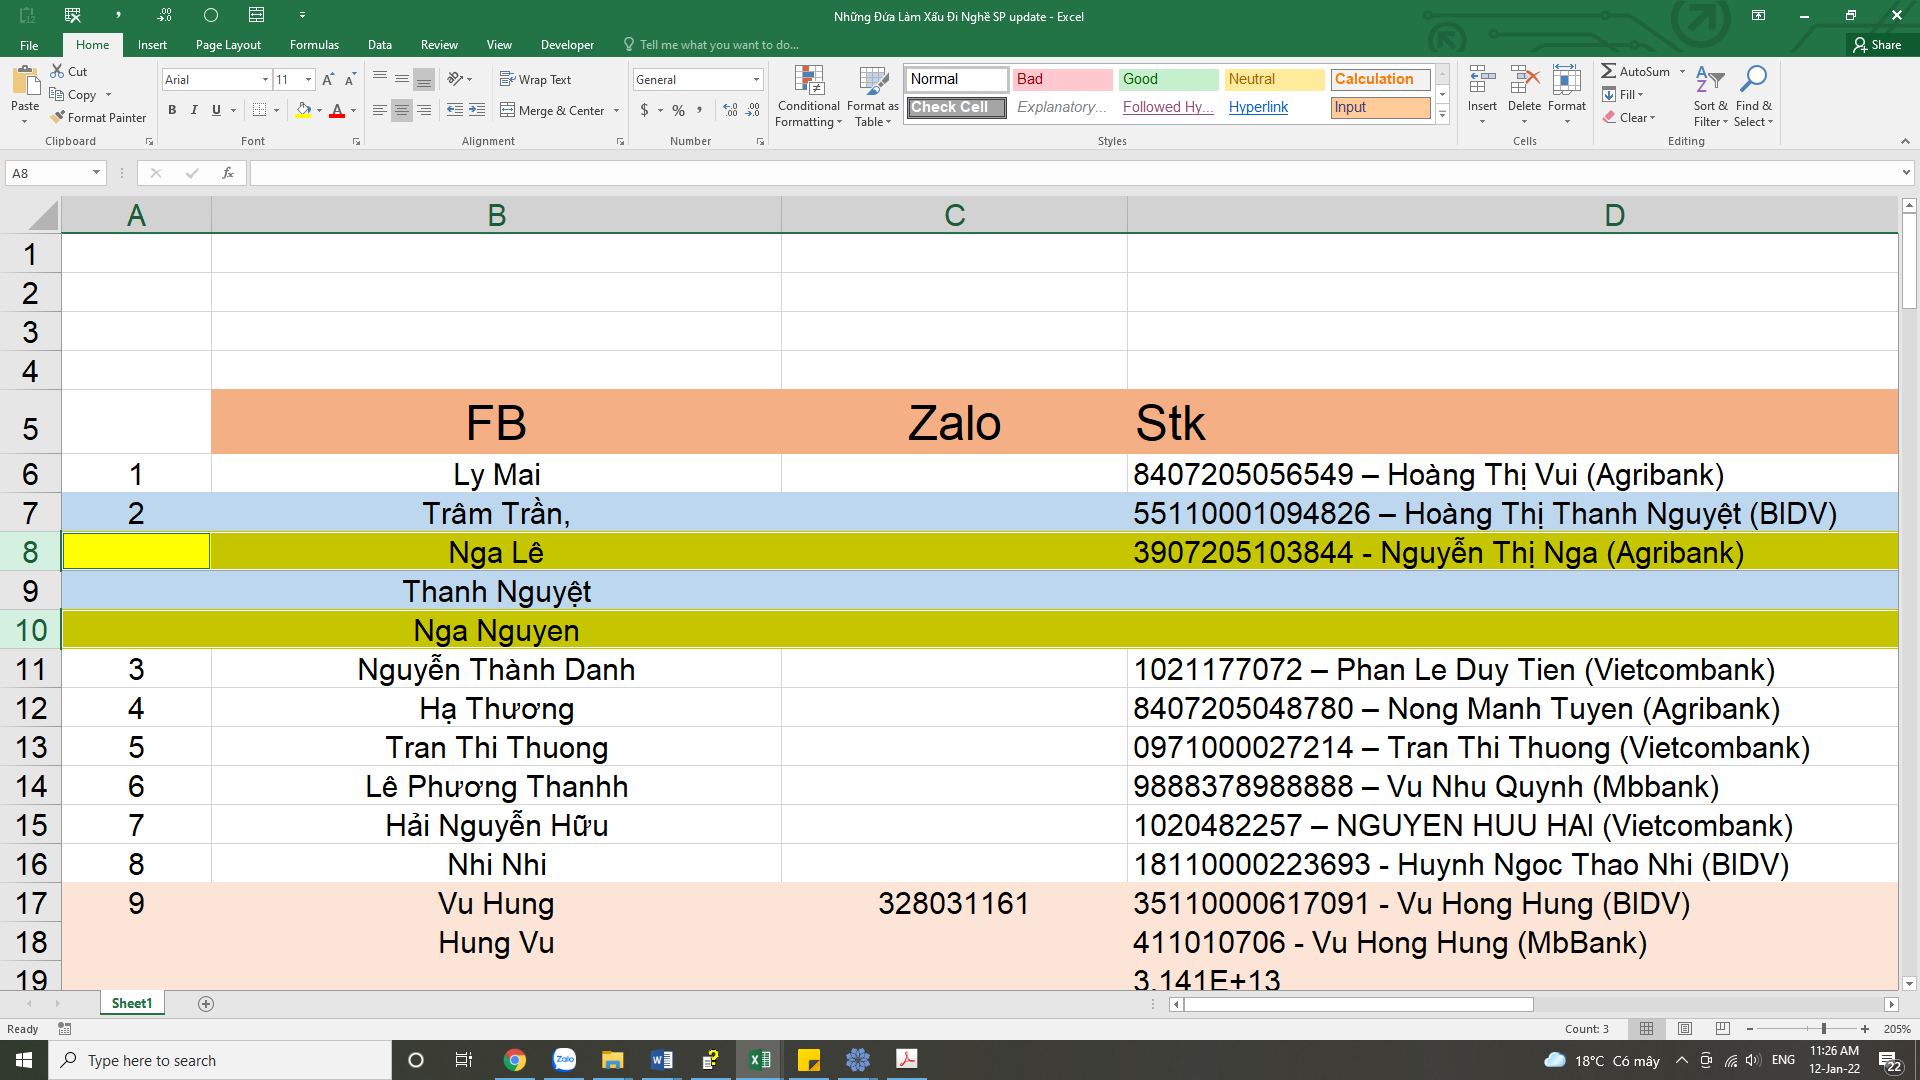 Những Đứa Làm Xấu Đi Nghề SP update - Excel
File Home Insert Page Layout Formulas Data Review View Developer Tell me what you want to do... Share
Paste Cut Copy Format Painter
Clipboard
Arial 11
B I U
Font
Wrap Text
Merge & Center
Alignment
General
$ % ,
Number
Conditional Formatting
Format as Table
Normal Bad Good Neutral Calculation
Check Cell Explanatory... Followed Hy... Hyperlink Input
Styles
Insert Delete Format
Cells
AutoSum
Fill
Clear
Sort & Filter
Find & Select
Editing
A8 fx
A B C D
1
2
3
4
5 FB Zalo Stk
6 1 Ly Mai 8407205056549 – Hoàng Thị Vui (Agribank)
7 2 Trâm Trần, 55110001094826 – Hoàng Thị Thanh Nguyệt (BIDV)
8 Nga Lê 3907205103844 - Nguyễn Thị Nga (Agribank)
9 Thanh Nguyệt
10 Nga Nguyen
11 3 Nguyễn Thành Danh 1021177072 – Phan Le Duy Tien (Vietcombank)
12 4 Hạ Thương 8407205048780 – Nong Manh Tuyen (Agribank)
13 5 Tran Thi Thuong 0971000027214 – Tran Thi Thuong (Vietcombank)
14 6 Lê Phương Thanhh 9888378988888 – Vu Nhu Quynh (Mbbank)
15 7 Hải Nguyễn Hữu 1020482257 – NGUYEN HUU HAI (Vietcombank)
16 8 Nhi Nhi 18110000223693 - Huynh Ngoc Thao Nhi (BIDV)
17 9 Vu Hung 328031161 35110000617091 - Vu Hong Hung (BIDV)
18 Hung Vu 411010706 - Vu Hong Hung (MbBank)
19 3.141E+13
Sheet1
Ready Count: 3 205%
Type here to search Zalo 18°C Có mây ENG 11:26 AM
12-Jan-22 22